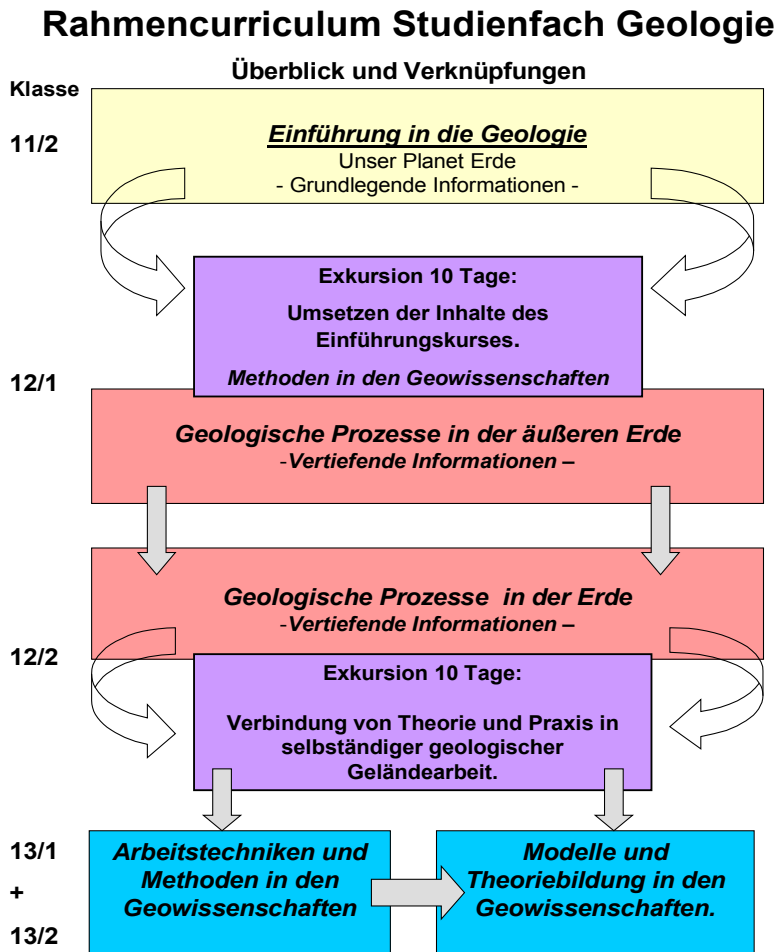 Rahmencurriculum Studienfach Geologie
Überblick und Verknüpfungen
Klasse
11/2
Einführung in die Geologie
Unser Planet Erde
- Grundlegende Informationen -
Exkursion 10 Tage:
Umsetzen der Inhalte des
Einführungskurses.
Methoden in den Geowissenschaften
12/1
Geologische Prozesse in der äußeren Erde
-Vertiefende Informationen –
Geologische Prozesse in der Erde
-Vertiefende Informationen –
12/2
Exkursion 10 Tage:
Verbindung von Theorie und Praxis in
selbständiger geologischer
Geländearbeit.
13/1
+
13/2
Arbeitstechniken und
Methoden in den
Geowissenschaften
Modelle und
Theoriebildung in den
Geowissenschaften.